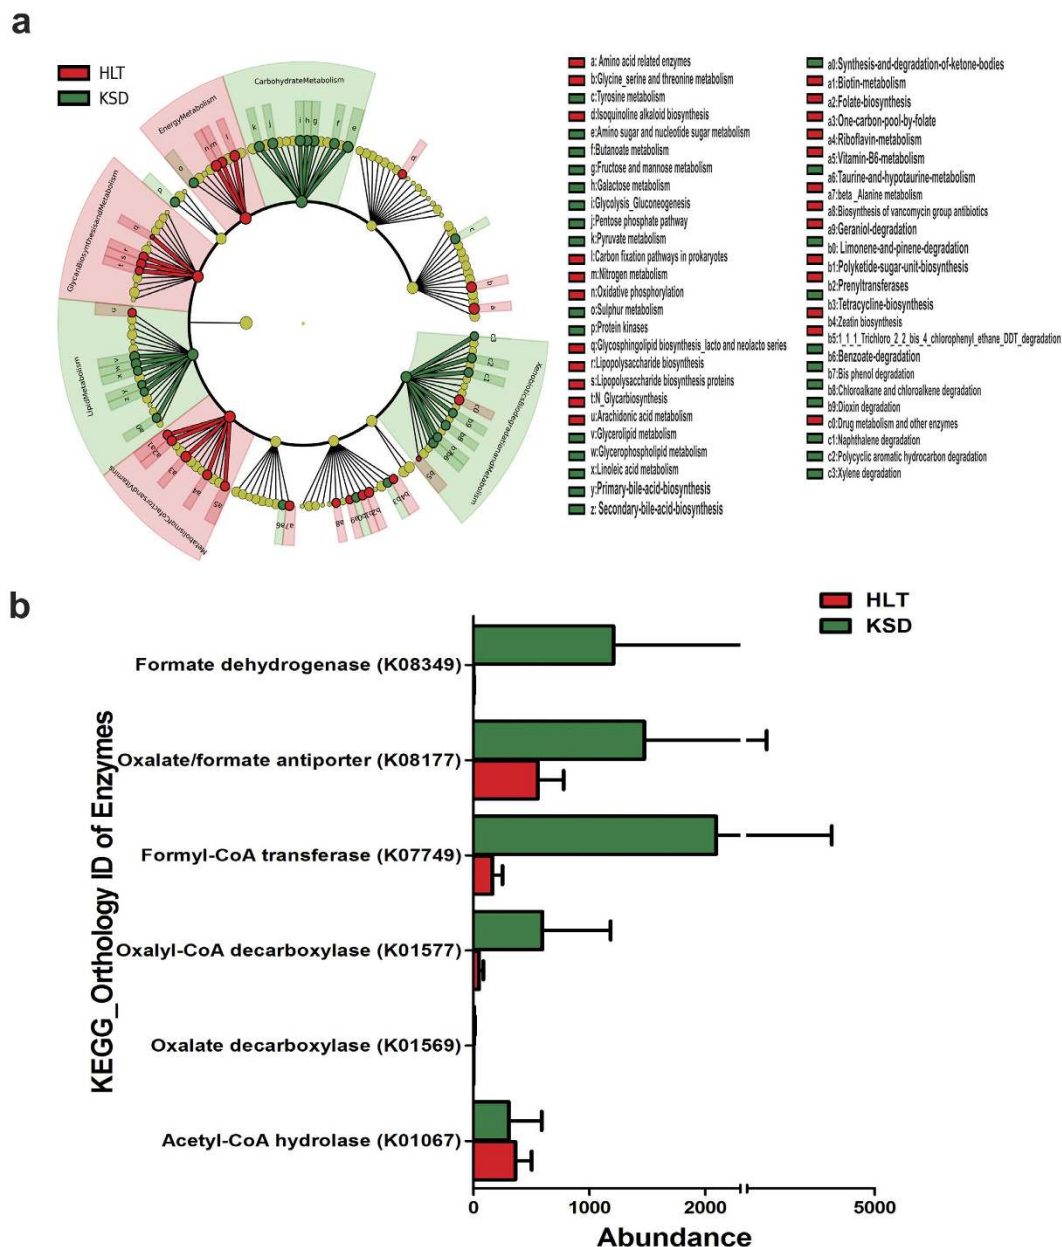 a
HLT
KSD
CarbohydrateMetabolism
EnergyMetabolism
GlycanBiosynthesisandMetabolism
LipidMetabolism
MetabolismofCofactorsandVitamins
XenobioticsBiodegradationandMetabolism
a:Amino acid related enzymes
b:Glycine_serine and threonine metabolism
c:Tyrosine metabolism
d:Isoquinoline alkaloid biosynthesis
e:Amino sugar and nucleotide sugar metabolism
f:Butanoate metabolism
g:Fructose and mannose metabolism
h:Galactose metabolism
i:Glycolysis_Gluconeogenesis
j:Pentose phosphate pathway
k:Pyruvate metabolism
l:Carbon fixation pathways in prokaryotes
m:Nitrogen metabolism
n:Oxidative phosphorylation
o:Sulphur metabolism
p:Protein kinases
q:Glycosphingolipid biosynthesis_lacto and neolacto series
r:Lipopolysaccharide biosynthesis
s:Lipopolysaccharide biosynthesis proteins
t:N_Glycanbiosynthesis
u:Arachidonic acid metabolism
v:Glycerolipid metabolism
w:Glycerophospholipid metabolism
x:Linoleic acid metabolism
y:Primary-bile-acid-biosynthesis
z: Secondary-bile-acid-biosynthesis
a0:Synthesis-and-degradation-of-ketone-bodies
a1:Biotin-metabolism
a2:Folate-biosynthesis
a3:One-carbon-pool-by-folate
a4:Riboflavin-metabolism
a5:Vitamin-B6-metabolism
a6:Taurine-and-hypotaurine-metabolism
a7:beta_Alanine metabolism
a8:Biosynthesis of vancomycin group antibiotics
a9:Geraniol-degradation
b0: Limonene-and-pinene-degradation
b1:Polyketide-sugar-unit-biosynthesis
b2:Prenyltransferases
b3:Tetracycline-biosynthesis
b4:Zeatin biosynthesis
b5:1_1_1_Trichloro_2_2_bis_4_chlorophenyl_ethane_DDT_degradation
b6:Benzoate-degradation
b7:Bis phenol degradation
b8:Chloroalkane and chloroalkene degradation
b9:Dioxin degradation
c0:Drug metabolism and other enzymes
c1:Naphthalene degradation
c2:Polycyclic aromatic hydrocarbon degradation
c3:Xylene degradation
b
HLT
KSD
KEGG_Orthology ID of Enzymes
Formate dehydrogenase (K08349)
Oxalate/formate antiporter (K08177)
Formyl-CoA transferase (K07749)
Oxalyl-CoA decarboxylase (K01577)
Oxalate decarboxylase (K01569)
Acetyl-CoA hydrolase (K01067)
0 1000 2000 5000
Abundance